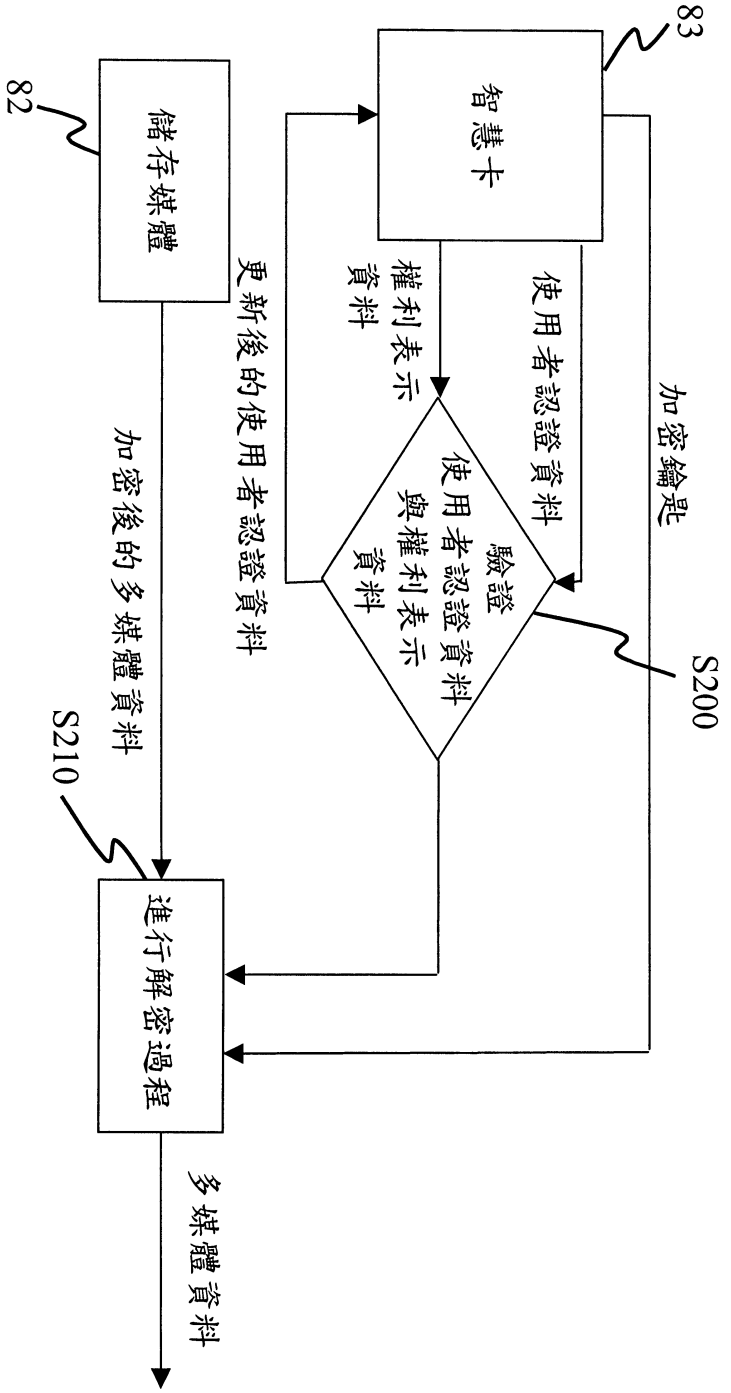 83
智慧卡
加密鑰匙
使用者認證資料
權利表示
資料
驗證
使用者認證資料
與權利表示
資料
S200
更新後的使用者認證資料
82
儲存媒體
加密後的多媒體資料
S210
進行解密過程
多媒體資料